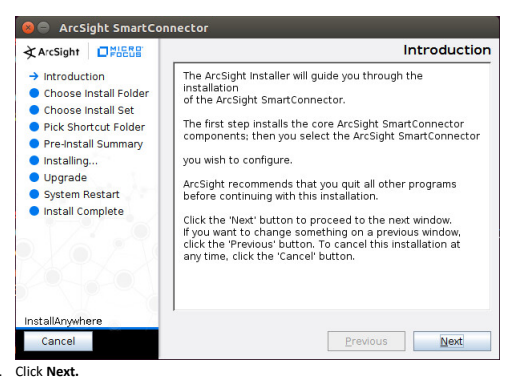 ArcSight SmartConnector
ArcSight MICRO FOCUS
Introduction
Introduction
Choose Install Folder
Choose Install Set
Pick Shortcut Folder
Pre-Install Summary
Installing...
Upgrade
System Restart
Install Complete
The ArcSight Installer will guide you through the
installation
of the ArcSight SmartConnector.
The first step installs the core ArcSight SmartConnector
components; then you select the ArcSight SmartConnector
you wish to configure.
ArcSight recommends that you quit all other programs
before continuing with this installation.
Click the 'Next' button to proceed to the next window.
If you want to change something on a previous window,
click the 'Previous' button. To cancel this installation at
any time, click the 'Cancel' button.
InstallAnywhere
Cancel
Previous
Next
. Click Next.